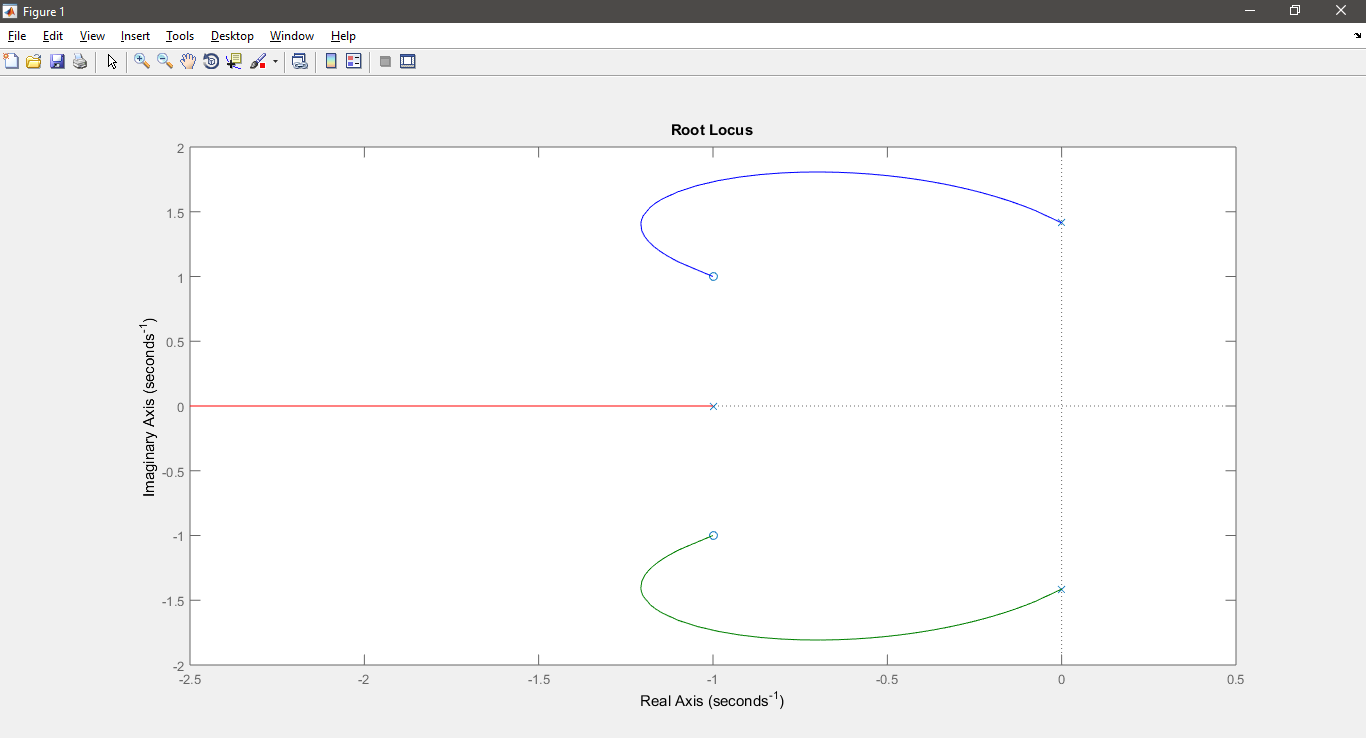 Figure 1
File Edit View Insert Tools Desktop Window Help
Root Locus
2
1.5
1
0.5
0
-0.5
-1
-1.5
-2
Imaginary Axis (seconds⁻¹)
-2.5 -2 -1.5 -1 -0.5 0 0.5
Real Axis (seconds⁻¹)